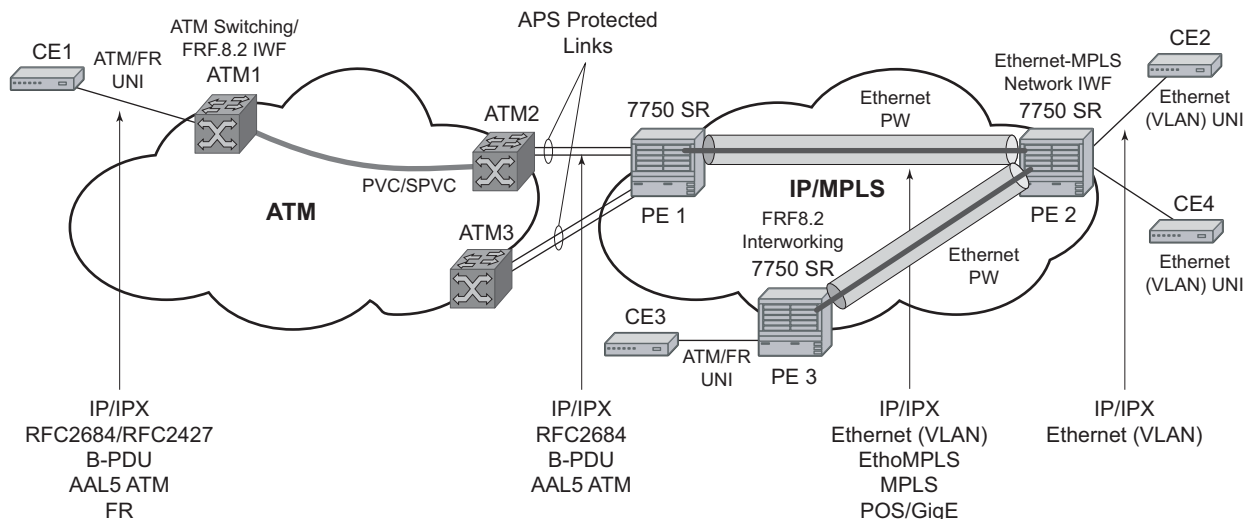 APS Protected
Links
ATM Switching/
FRF.8.2 IWF
ATM1
CE1
ATM/FR
UNI
ATM2
PVC/SPVC
ATM
ATM3
7750 SR
PE 1
Ethernet
PW
IP/MPLS
Ethernet-MPLS
Network IWF
7750 SR
PE 2
CE2
Ethernet
(VLAN) UNI
CE4
Ethernet
(VLAN) UNI
FRF8.2
Interworking
7750 SR
Ethernet
PW
CE3
ATM/FR
UNI
PE 3
IP/IPX
RFC2684/RFC2427
B-PDU
AAL5 ATM
FR
IP/IPX
RFC2684
B-PDU
AAL5 ATM
IP/IPX
Ethernet (VLAN)
EthoMPLS
MPLS
POS/GigE
IP/IPX
Ethernet (VLAN)